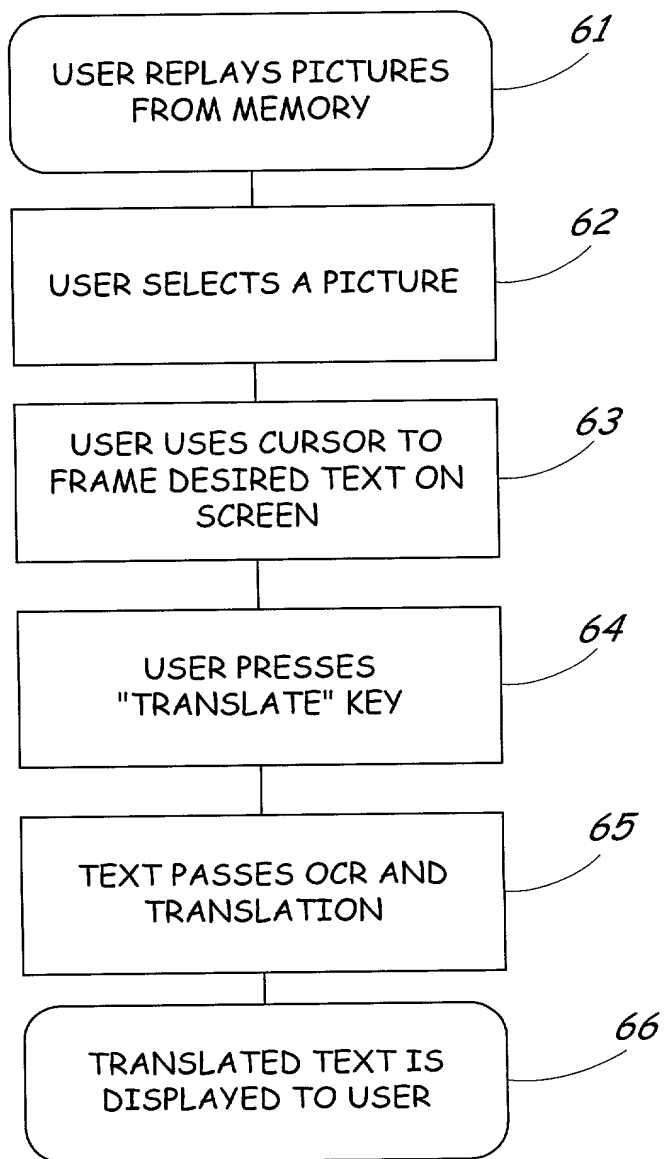 61
USER REPLAYS PICTURES
FROM MEMORY
62
USER SELECTS A PICTURE
63
USER USES CURSOR TO
FRAME DESIRED TEXT ON
SCREEN
64
USER PRESSES
"TRANSLATE" KEY
65
TEXT PASSES OCR AND
TRANSLATION
66
TRANSLATED TEXT IS
DISPLAYED TO USER